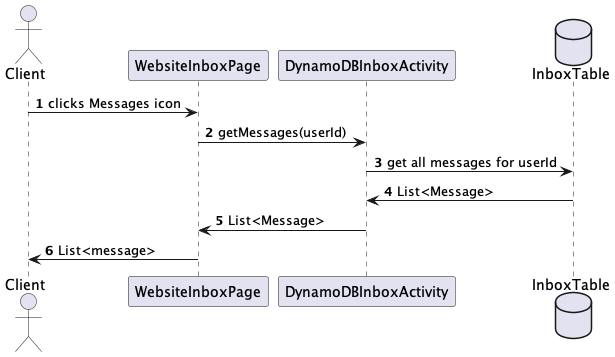 Client
WebsiteInboxPage
DynamoDBInboxActivity
InboxTable
1 clicks Messages icon
2 getMessages(userId)
3 get all messages for userId
4 List<Message>
5 List<Message>
6 List<message>
Client
WebsiteInboxPage
DynamoDBInboxActivity
InboxTable